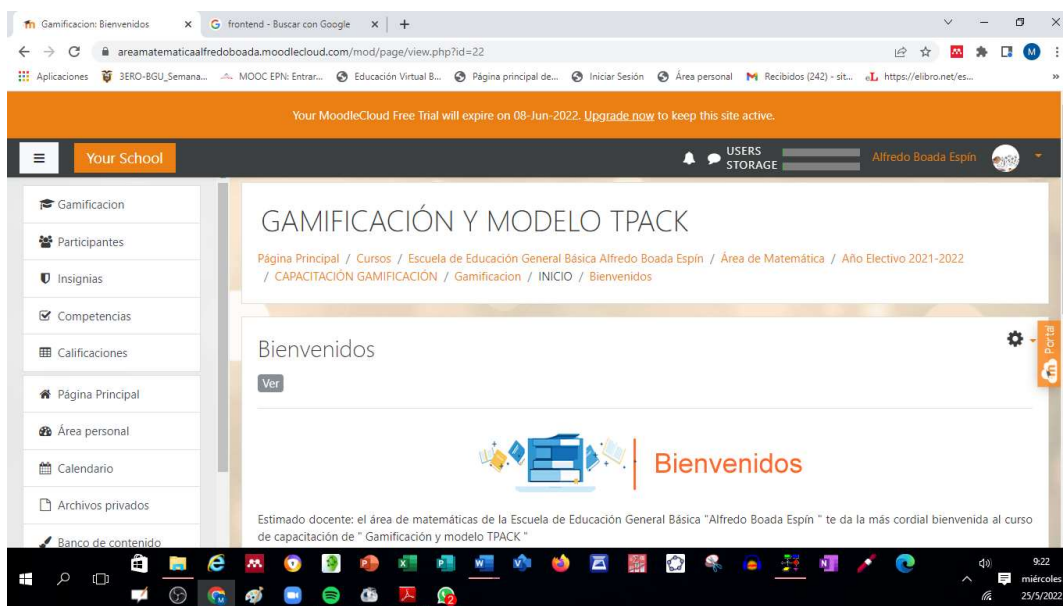 Gamificacion: Bienvenidos
frontend - Buscar con Google
areamatematicaalfredoboada.moodlecloud.com/mod/page/view.php?id=22
Aplicaciones 3ERO-BGU_Semana... MOOC EPN: Entrar... Educación Virtual B... Página principal de... Iniciar Sesión Área personal Recibidos (242) - sit... https://elibro.net/es...
Your MoodleCloud Free Trial will expire on 08-Jun-2022. Upgrade now to keep this site active.
Your School
USERS
STORAGE
Alfredo Boada Espín
Gamificacion
Participantes
Insignias
Competencias
Calificaciones
Página Principal
Área personal
Calendario
Archivos privados
Banco de contenido
GAMIFICACIÓN Y MODELO TPACK
Página Principal / Cursos / Escuela de Educación General Básica Alfredo Boada Espín / Área de Matemática / Año Electivo 2021-2022
/ CAPACITACIÓN GAMIFICACIÓN / Gamificacion / INICIO / Bienvenidos
Portal
Bienvenidos
Ver
Bienvenidos
Estimado docente: el área de matemáticas de la Escuela de Educación General Básica "Alfredo Boada Espín " te da la más cordial bienvenida al curso
de capacitación de " Gamificación y modelo TPACK "
9:22
miércoles
25/5/2022